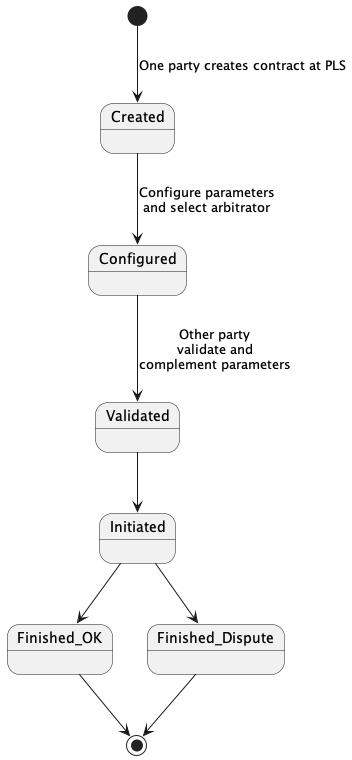 One party creates contract at PLS
Created
Configure parameters
and select arbitrator
Configured
Other party
validate and
complement parameters
Validated
Initiated
Finished_OK
Finished_Dispute